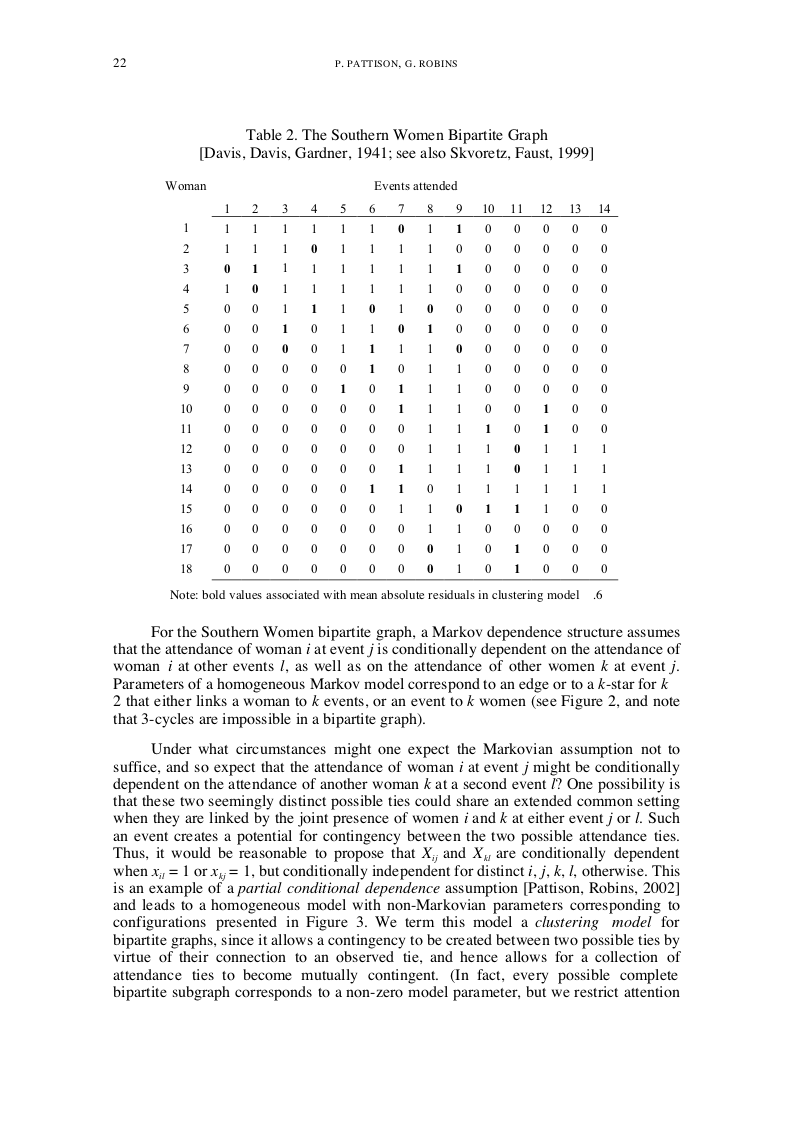 22
P. PATTISON, G. ROBINS
Table 2. The Southern Women Bipartite Graph
[Davis, Davis, Gardner, 1941; see also Skvoretz, Faust, 1999]
Woman Events attended
1 2 3 4 5 6 7 8 9 10 11 12 13 14
1 1 1 1 1 1 1 0 1 1 0 0 0 0 0
2 1 1 1 0 1 1 1 1 0 0 0 0 0 0
3 0 1 1 1 1 1 1 1 1 0 0 0 0 0
4 1 0 1 1 1 1 1 1 0 0 0 0 0 0
5 0 0 1 1 1 0 1 0 0 0 0 0 0 0
6 0 0 1 0 1 1 0 1 0 0 0 0 0 0
7 0 0 0 0 1 1 1 1 0 0 0 0 0 0
8 0 0 0 0 0 1 0 1 1 0 0 0 0 0
9 0 0 0 0 1 0 1 1 1 0 0 0 0 0
10 0 0 0 0 0 0 1 1 1 0 0 1 0 0
11 0 0 0 0 0 0 0 1 1 1 0 1 0 0
12 0 0 0 0 0 0 0 1 1 1 0 1 1 1
13 0 0 0 0 0 0 1 1 1 1 0 1 1 1
14 0 0 0 0 0 1 1 0 1 1 1 1 1 1
15 0 0 0 0 0 0 1 1 0 1 1 1 0 0
16 0 0 0 0 0 0 0 1 1 0 0 0 0 0
17 0 0 0 0 0 0 0 0 1 0 1 0 0 0
18 0 0 0 0 0 0 0 0 1 0 1 0 0 0
Note: bold values associated with mean absolute residuals in clustering model .6
For the Southern Women bipartite graph, a Markov dependence structure assumes
that the attendance of woman i at event j is conditionally dependent on the attendance of
woman i at other events l, as well as on the attendance of other women k at event j.
Parameters of a homogeneous Markov model correspond to an edge or to a k-star for k
2 that either links a woman to k events, or an event to k women (see Figure 2, and note
that 3-cycles are impossible in a bipartite graph).
Under what circumstances might one expect the Markovian assumption not to
suffice, and so expect that the attendance of woman i at event j might be conditionally
dependent on the attendance of another woman k at a second event l? One possibility is
that these two seemingly distinct possible ties could share an extended common setting
when they are linked by the joint presence of women i and k at either event j or l. Such
an event creates a potential for contingency between the two possible attendance ties.
Thus, it would be reasonable to propose that Xij and Xkl are conditionally dependent
when xil = 1 or xkj = 1, but conditionally independent for distinct i, j, k, l, otherwise. This
is an example of a partial conditional dependence assumption [Pattison, Robins, 2002]
and leads to a homogeneous model with non-Markovian parameters corresponding to
configurations presented in Figure 3. We term this model a clustering model for
bipartite graphs, since it allows a contingency to be created between two possible ties by
virtue of their connection to an observed tie, and hence allows for a collection of
attendance ties to become mutually contingent. (In fact, every possible complete
bipartite subgraph corresponds to a non-zero model parameter, but we restrict attention